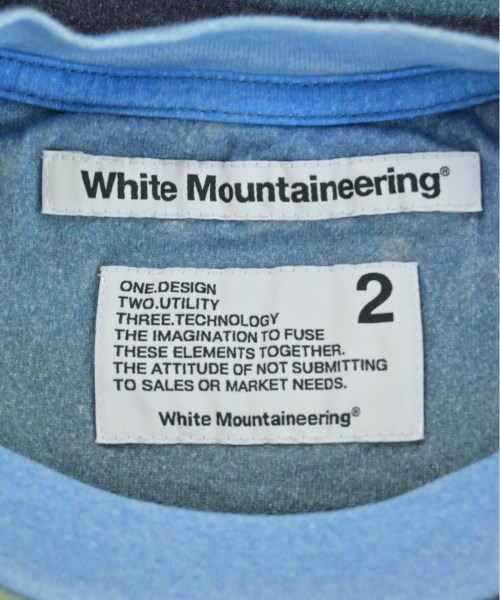 White Mountaineering®
ONE.DESIGN
TWO.UTILITY
THREE.TECHNOLOGY
THE IMAGINATION TO FUSE
THESE ELEMENTS TOGETHER.
THE ATTITUDE OF NOT SUBMITTING
TO SALES OR MARKET NEEDS.
2
White Mountaineering®